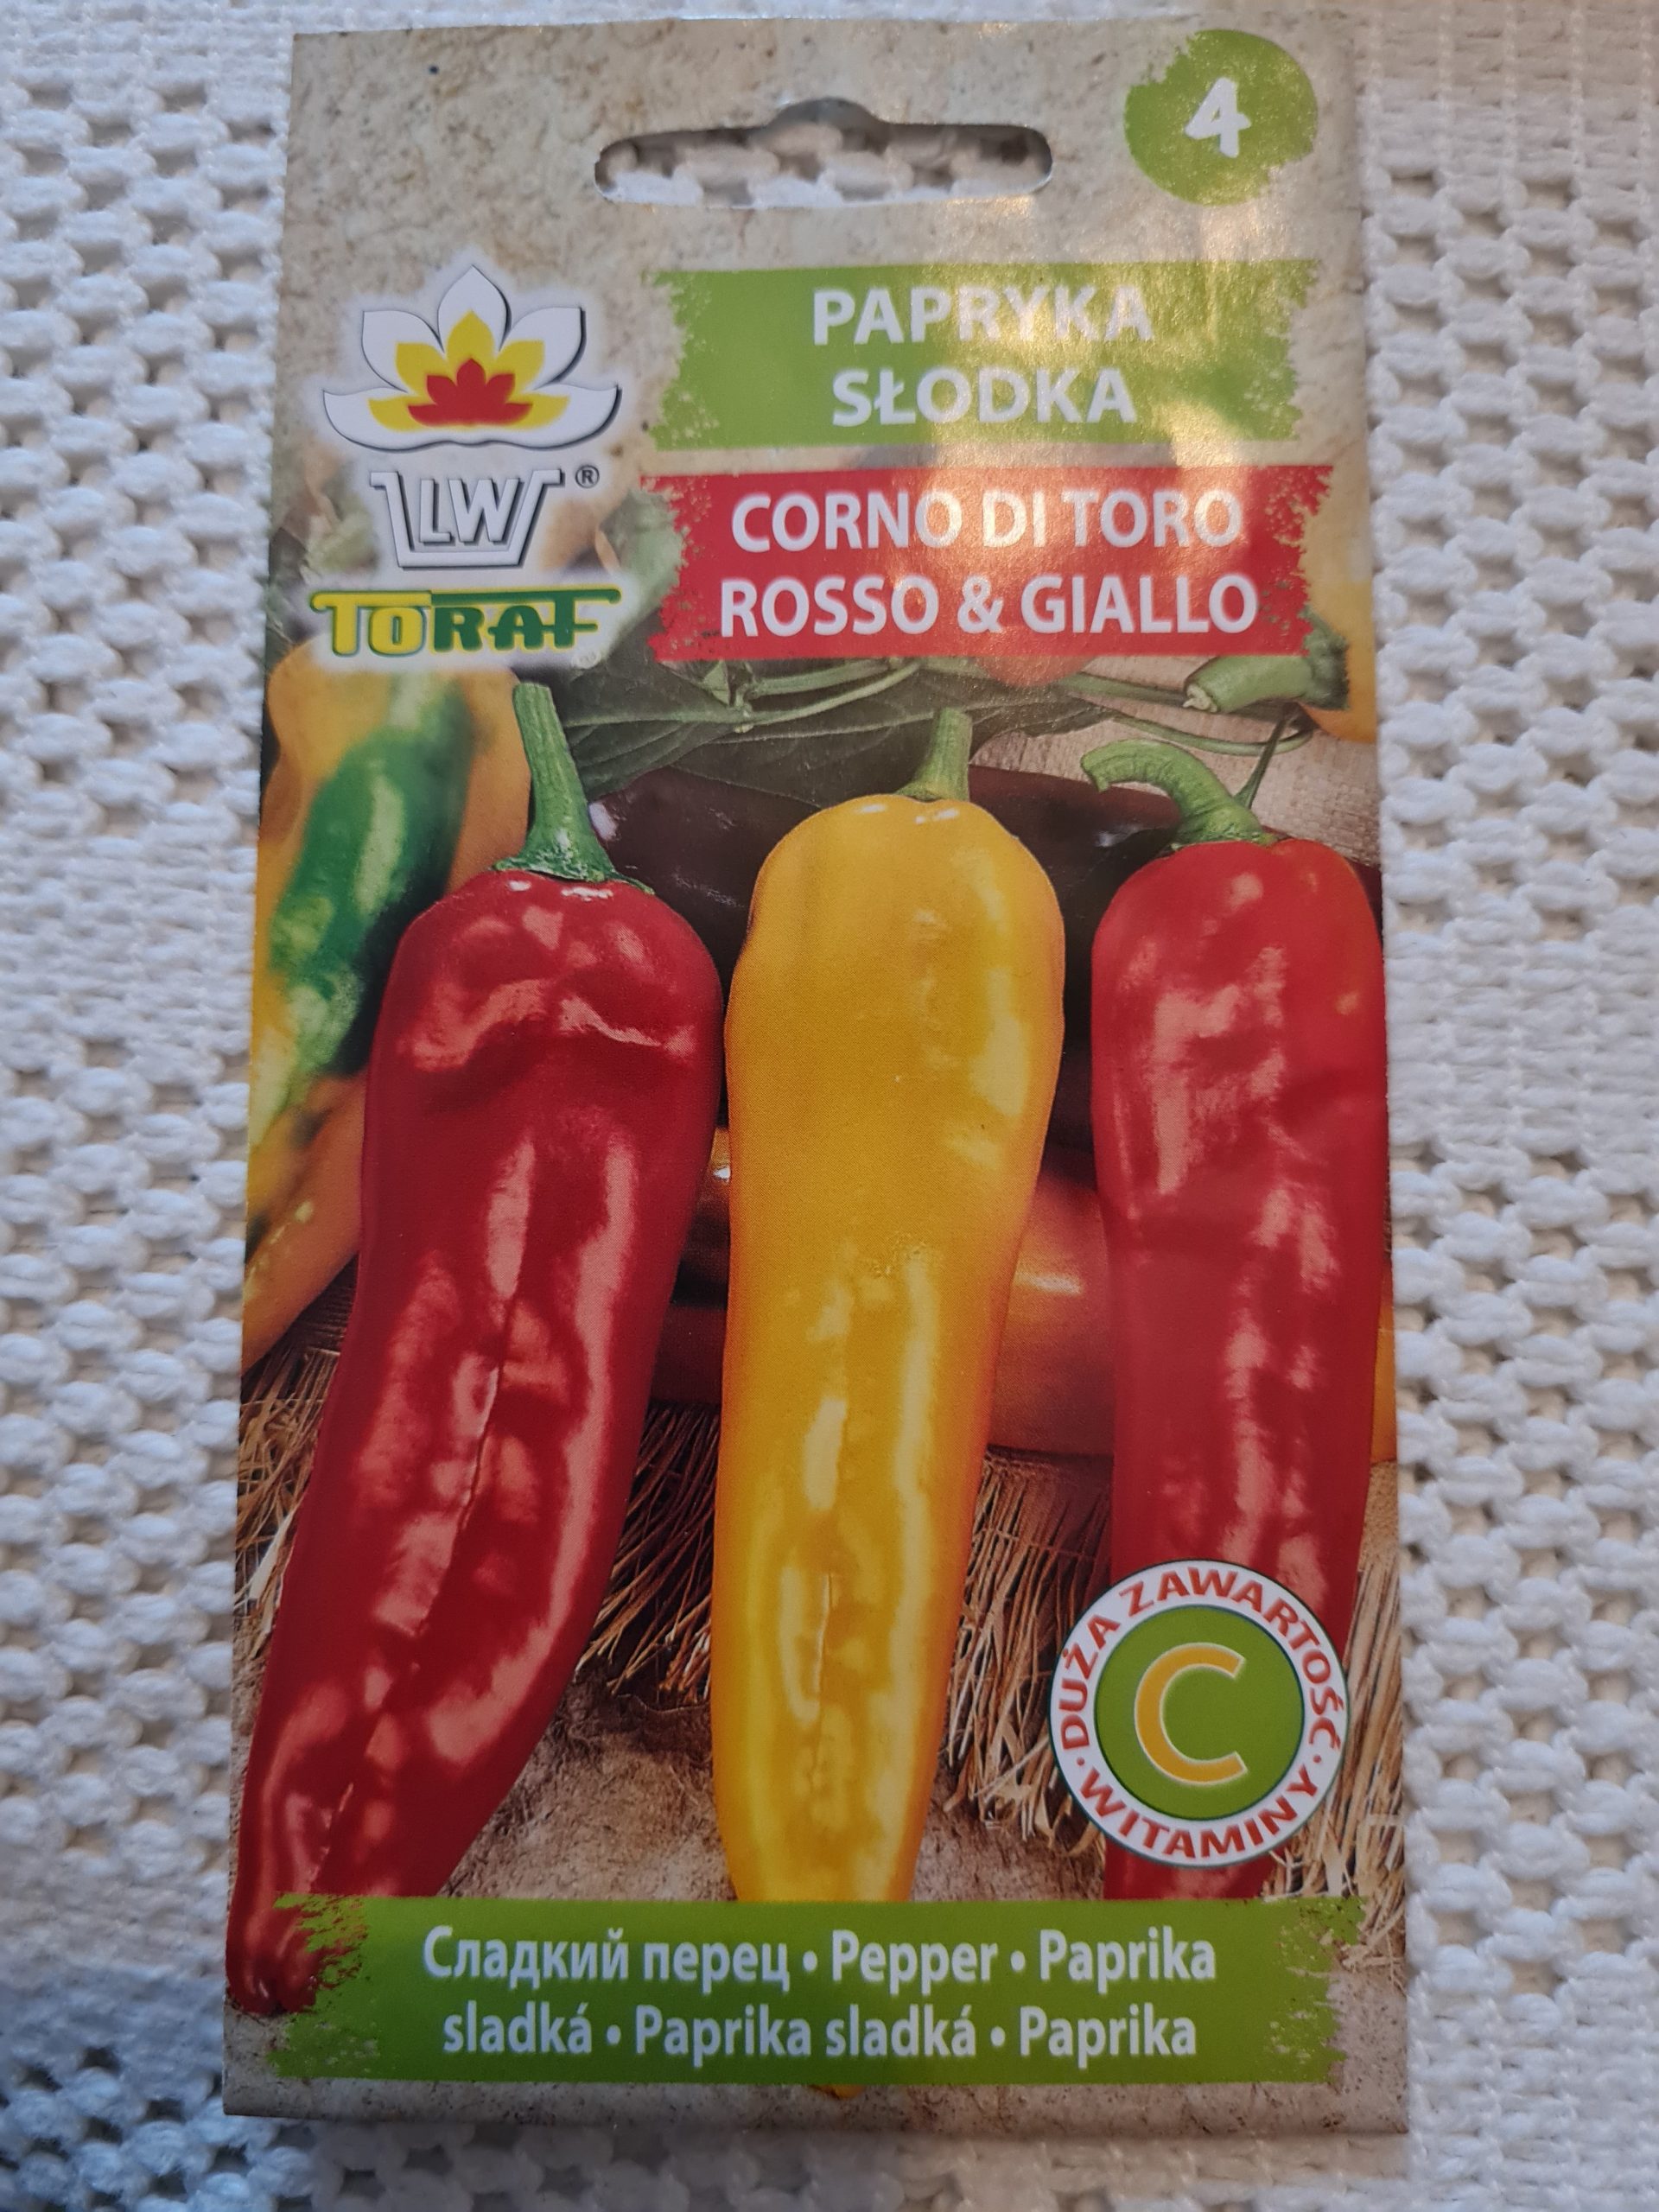 4
PAPRYKA
SŁODKA
LW®
TORAF
CORNO DI TORO
ROSSO & GIALLO
• DUŻA ZAWARTOŚĆ •
C
WITAMINY
Сладкий перец • Pepper • Paprika
sladká • Paprika sladká • Paprika